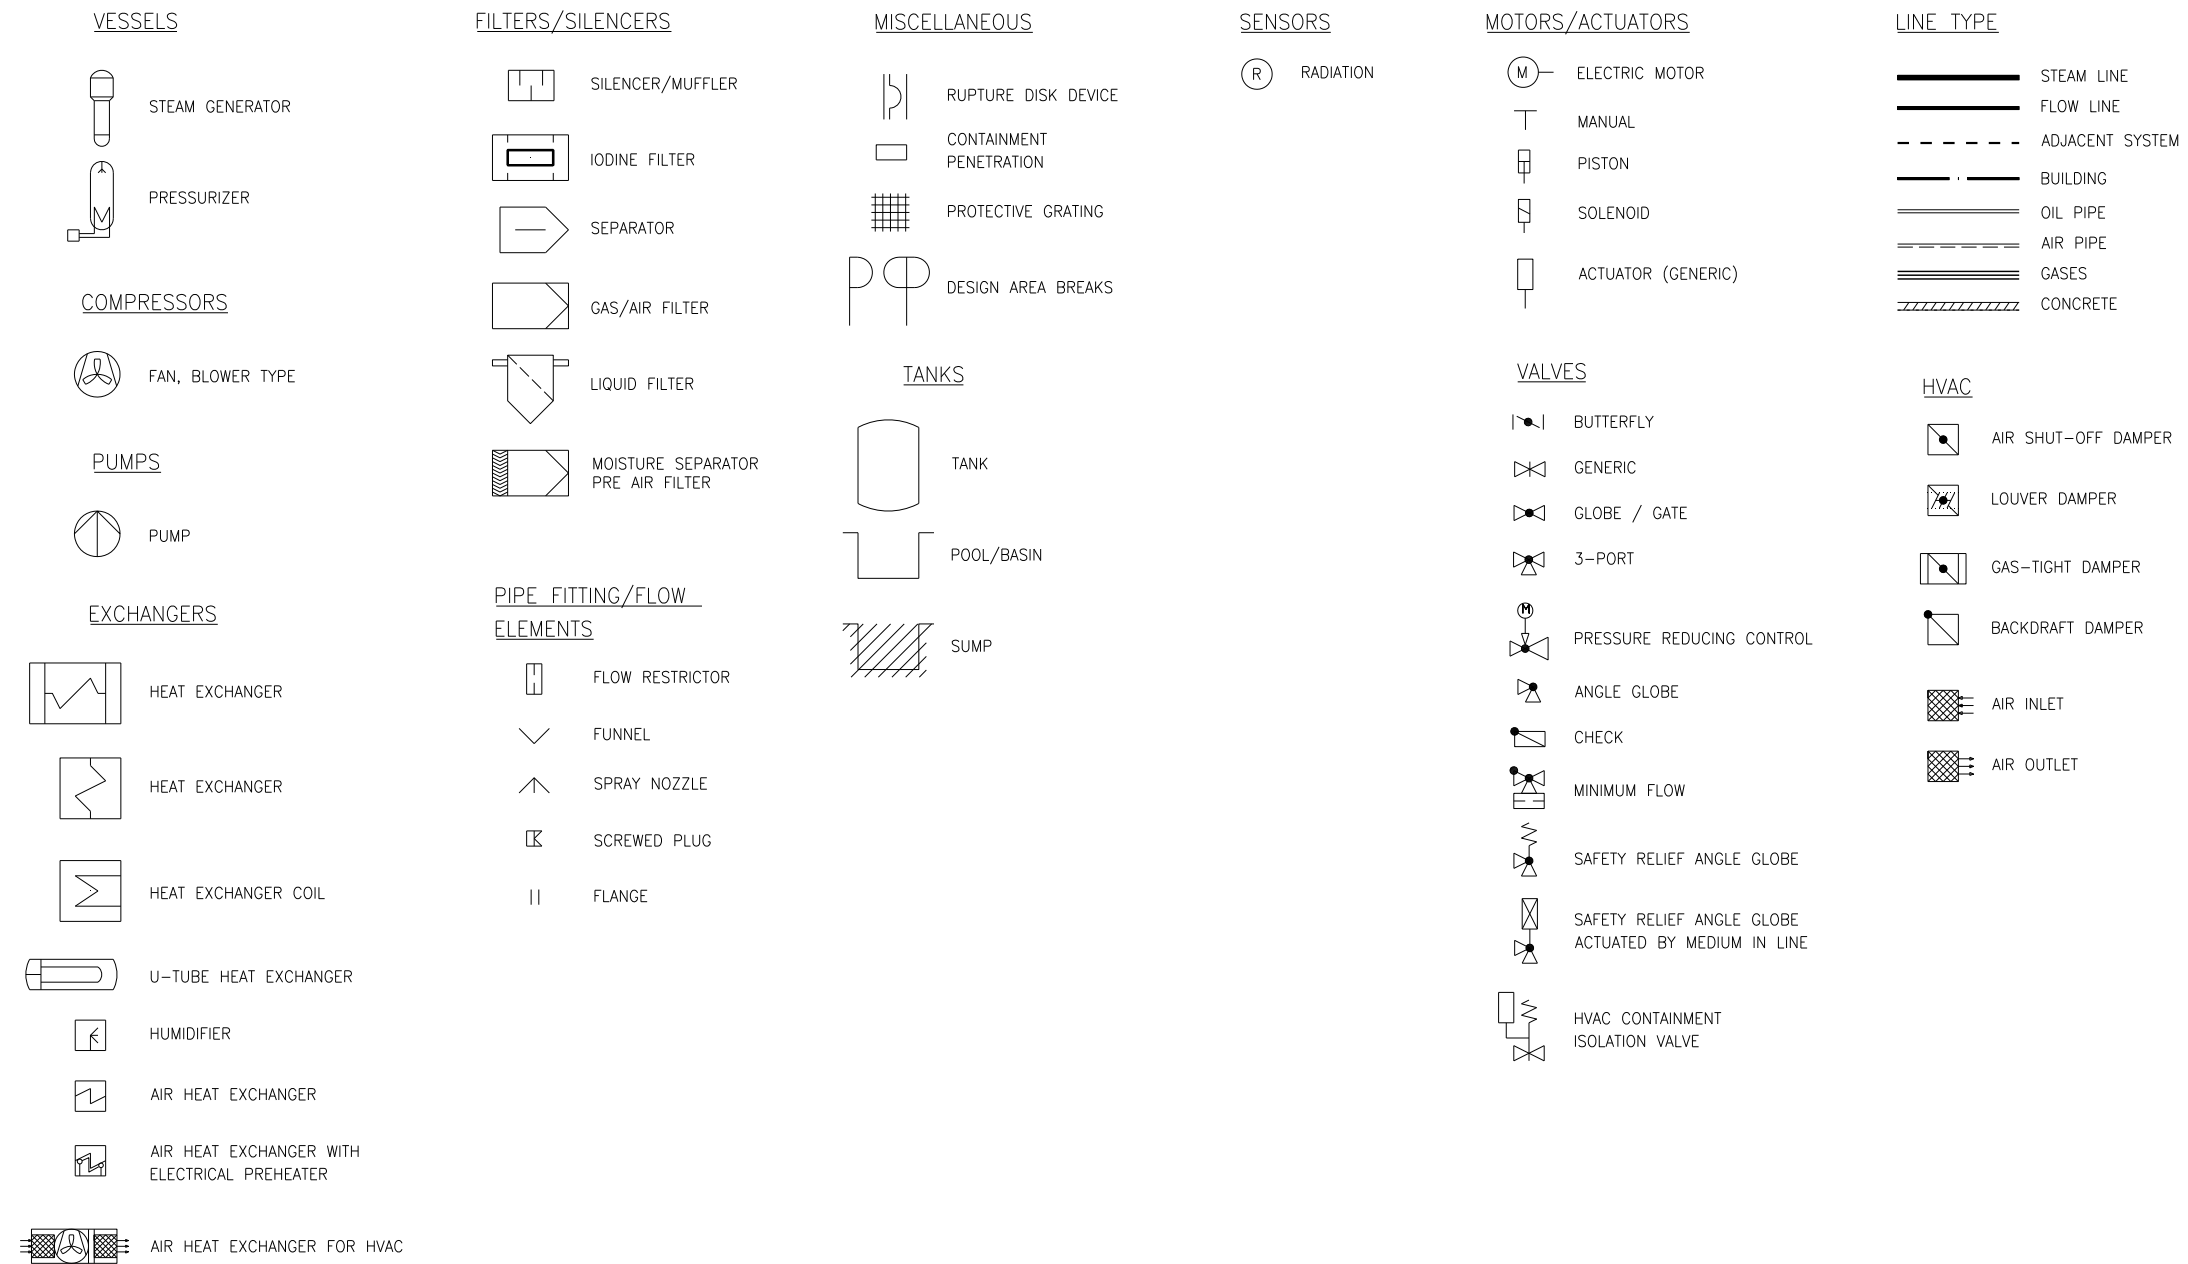 VESSELS
STEAM GENERATOR
PRESSURIZER
COMPRESSORS
FAN, BLOWER TYPE
PUMPS
PUMP
EXCHANGERS
HEAT EXCHANGER
HEAT EXCHANGER
HEAT EXCHANGER COIL
U-TUBE HEAT EXCHANGER
HUMIDIFIER
AIR HEAT EXCHANGER
AIR HEAT EXCHANGER WITH
ELECTRICAL PREHEATER
AIR HEAT EXCHANGER FOR HVAC
FILTERS/SILENCERS
SILENCER/MUFFLER
IODINE FILTER
SEPARATOR
GAS/AIR FILTER
LIQUID FILTER
MOISTURE SEPARATOR
PRE AIR FILTER
PIPE FITTING/FLOW
ELEMENTS
FLOW RESTRICTOR
FUNNEL
SPRAY NOZZLE
SCREWED PLUG
FLANGE
MISCELLANEOUS
RUPTURE DISK DEVICE
CONTAINMENT
PENETRATION
PROTECTIVE GRATING
DESIGN AREA BREAKS
TANKS
TANK
POOL/BASIN
SUMP
SENSORS
R RADIATION
MOTORS/ACTUATORS
M ELECTRIC MOTOR
MANUAL
PISTON
SOLENOID
ACTUATOR (GENERIC)
VALVES
BUTTERFLY
GENERIC
GLOBE / GATE
3-PORT
M
PRESSURE REDUCING CONTROL
ANGLE GLOBE
CHECK
MINIMUM FLOW
SAFETY RELIEF ANGLE GLOBE
SAFETY RELIEF ANGLE GLOBE
ACTUATED BY MEDIUM IN LINE
HVAC CONTAINMENT
ISOLATION VALVE
LINE TYPE
STEAM LINE
FLOW LINE
ADJACENT SYSTEM
BUILDING
OIL PIPE
AIR PIPE
GASES
CONCRETE
HVAC
AIR SHUT-OFF DAMPER
LOUVER DAMPER
GAS-TIGHT DAMPER
BACKDRAFT DAMPER
AIR INLET
AIR OUTLET